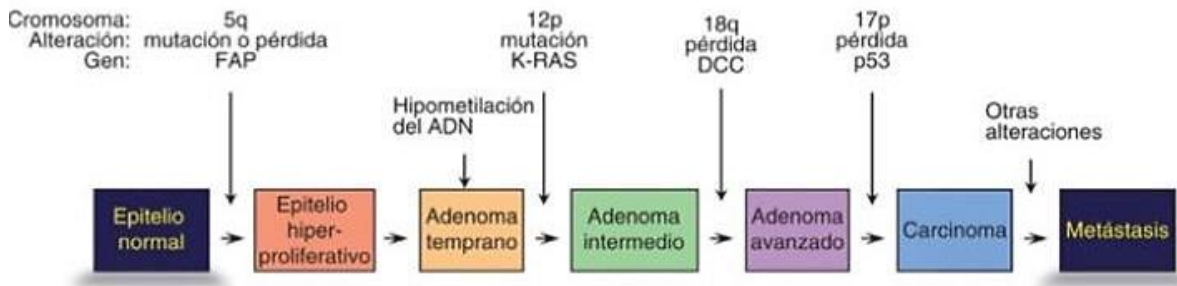 Cromosoma: 5q 12p 18q 17p
Alteración: mutación o pérdida mutación pérdida pérdida
Gen: FAP K-RAS DCC p53
Hipometilación
del ADN
Otras
alteraciones
Epitelio
normal
Epitelio
hiper-
proliferativo
Adenoma
temprano
Adenoma
intermedio
Adenoma
avanzado
Carcinoma
Metástasis